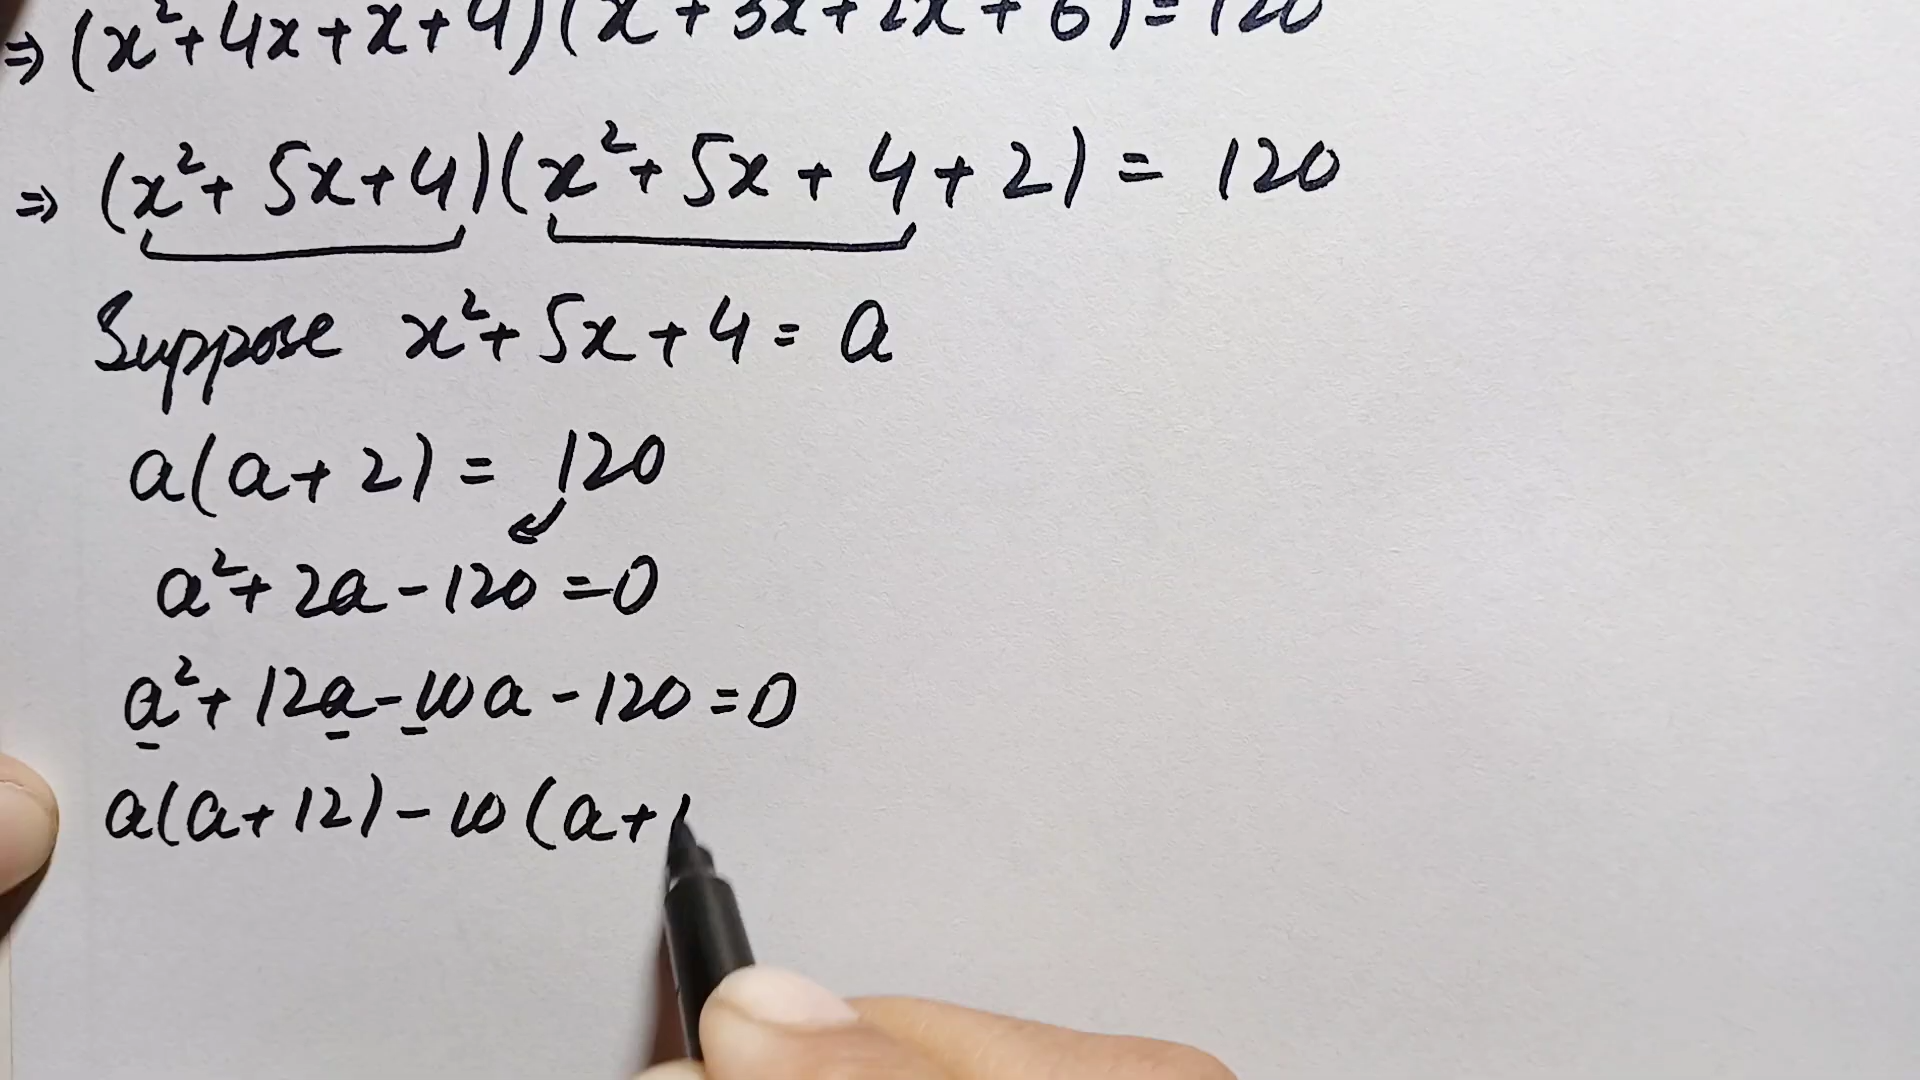 ⇒ (x²+4x+x+4)(x²+3x+2x+6)=120
⇒ (x²+5x+4)(x²+5x+4+2) = 120
Suppose x²+5x+4=a
a(a+2) = 120
a²+2a-120=0
a²+12a-10a-120=0
a(a+12)-10(a+1